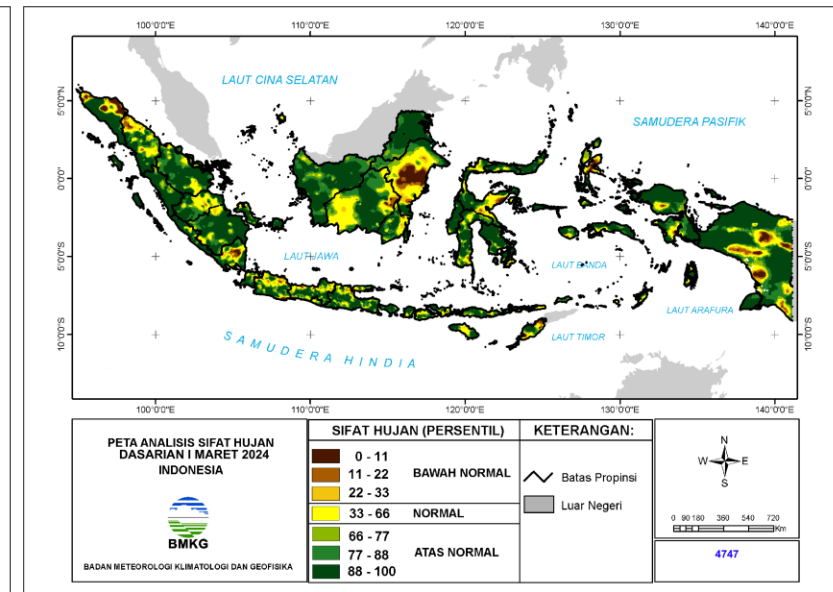 100°0'0"E 110°0'0"E 120°0'0"E 130°0'0"E 140°0'0"E
LAUT CINA SELATAN
SAMUDERA PASIFIK
5°0'0"N 5°0'0"N
0°0'0" 0°0'0"
5°0'0"S 5°0'0"S
10°0'0"S 10°0'0"S
LAUT JAWA
LAUT BANDA
LAUT ARAFURA
LAUT TIMOR
SAMUDERA HINDIA
100°0'0"E 110°0'0"E 120°0'0"E 130°0'0"E 140°0'0"E
PETA ANALISIS SIFAT HUJAN
DASARIAN I MARET 2024
INDONESIA
BMKG
BADAN METEOROLOGI KLIMATOLOGI DAN GEOFISIKA
SIFAT HUJAN (PERSENTIL)
0 - 11
11 - 22 BAWAH NORMAL
22 - 33
33 - 66 NORMAL
66 - 77
77 - 88 ATAS NORMAL
88 - 100
KETERANGAN:
Batas Propinsi
Luar Negeri
N
W E
S
0 90 180 360 540 720
Km
4747